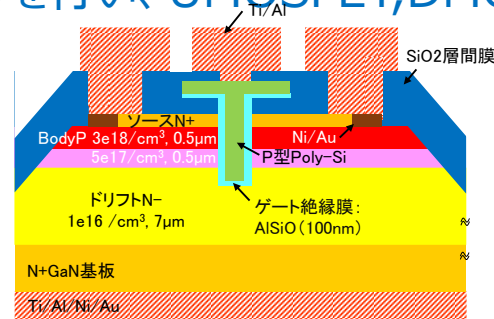 を行い、UMOSFET,DMOS
Ti/Al
SiO2層間膜
ソースN+
BodyP 3e18/cm³, 0.5μm
Ni/Au
5e17/cm³, 0.5μm
P型Poly-Si
ドリフトN-
1e16 /cm³, 7μm
ゲート絶縁膜：
AlSiO（100nm）
N+GaN基板
Ti/Al/Ni/Au